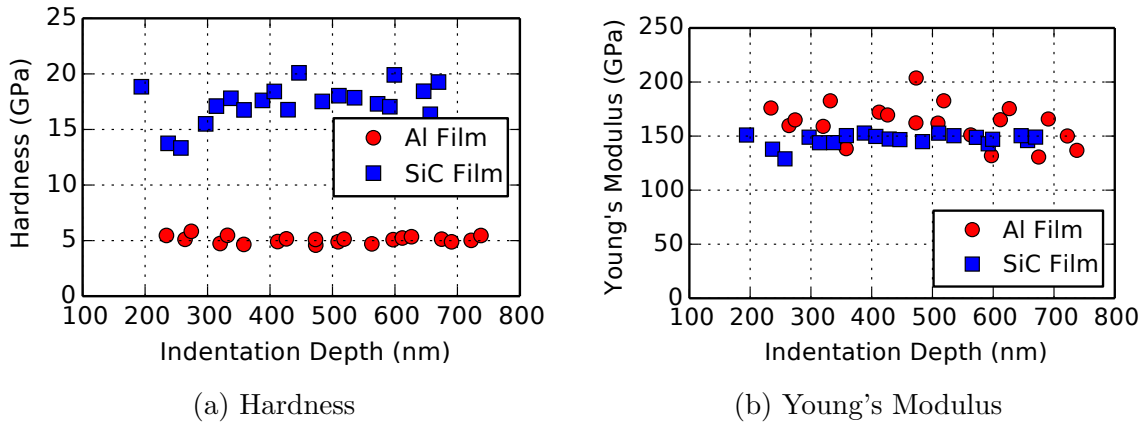 25
20
15
10
5
0
Hardness (GPa)
Al Film
SiC Film
100 200 300 400 500 600 700 800
Indentation Depth (nm)
(a) Hardness
250
200
150
100
50
0
Young's Modulus (GPa)
Al Film
SiC Film
100 200 300 400 500 600 700 800
Indentation Depth (nm)
(b) Young's Modulus